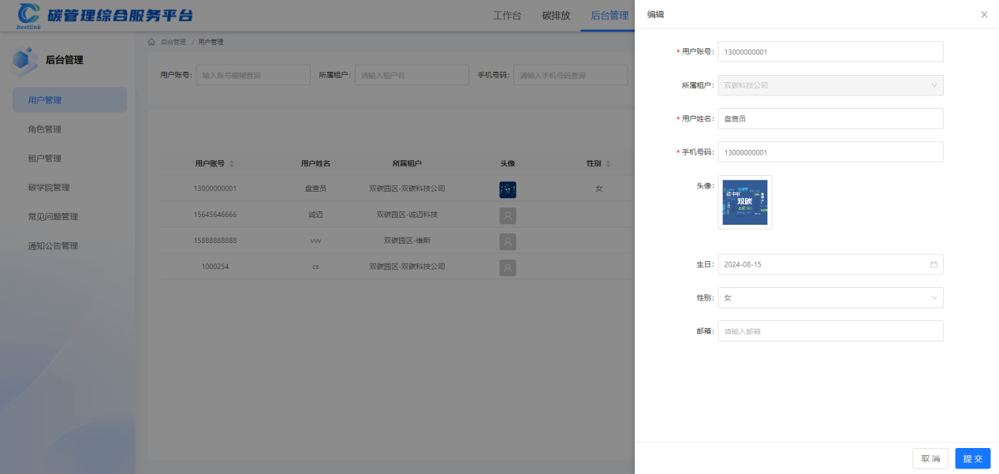 碳管理综合服务平台
bestlink
工作台 碳排放 后台管理
后台管理
用户管理
角色管理
租户管理
碳学院管理
常见问题管理
通知公告管理
后台管理 / 用户管理
用户账号: 输入账号模糊查询 所属租户: 请输入租户名 手机号码: 请输入手机号码查询
用户账号 用户姓名 所属租户 头像 性别
13000000001 盘查员 双碳园区-双碳科技公司 女
15645646666 诚迈 双碳园区-诚迈科技
15888888888 vvv 双碳园区-维斯
1000254 cs 双碳园区-双碳科技公司
编辑
* 用户账号: 13000000001
所属租户: 双碳科技公司
* 用户姓名: 盘查员
* 手机号码: 13000000001
头像:
碳中和
双碳
生日: 2024-08-15
性别: 女
邮箱: 请输入邮箱
取 消 提 交